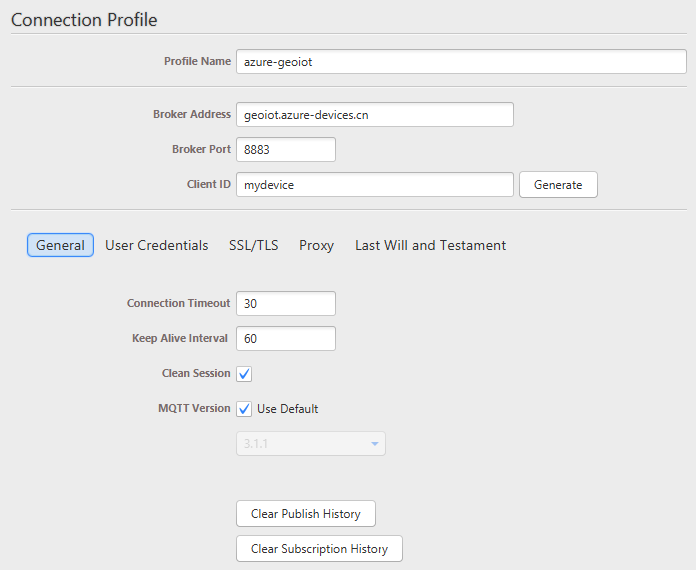 Connection Profile
Profile Name azure-geoiot
Broker Address geoiot.azure-devices.cn
Broker Port 8883
Client ID mydevice Generate
General User Credentials SSL/TLS Proxy Last Will and Testament
Connection Timeout 30
Keep Alive Interval 60
Clean Session
MQTT Version Use Default
3.1.1
Clear Publish History
Clear Subscription History